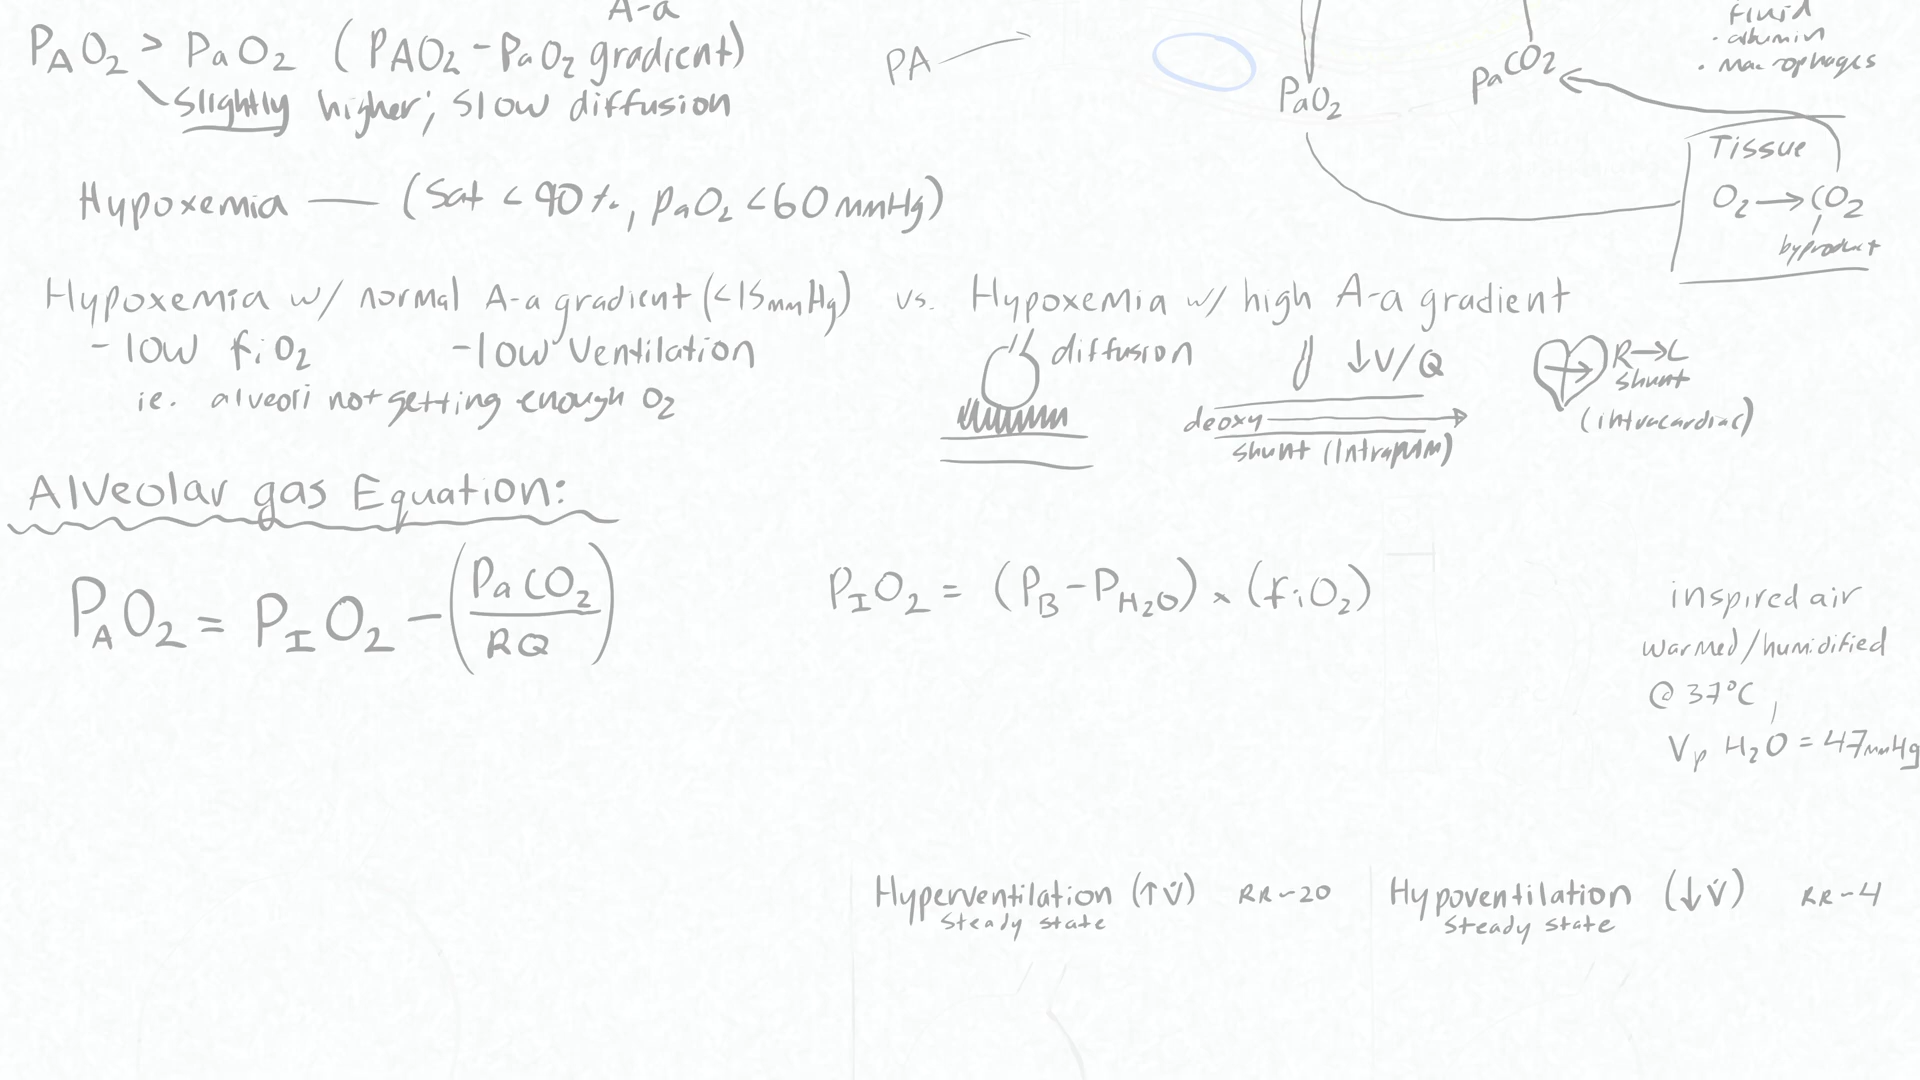 A-a
PAO2 > PaO2 (PAO2 - PaO2 gradient)
slightly higher; slow diffusion
PA
PaO2
PaCO2
fluid
· albumin
· macrophages
Tissue
O2 → CO2
byproduct
Hypoxemia — (Sat < 90%, PaO2 < 60 mmHg)
Hypoxemia w/ normal A-a gradient (<15mmHg) vs. Hypoxemia w/ high A-a gradient
- low fiO2 - low Ventilation
ie. alveoli not getting enough O2
diffusion
↓V/Q
deoxy
shunt (Intrapulm)
R→L
shunt
(intracardiac)
Alveolar gas Equation:
PAO2 = PIO2 - (PaCO2 / RQ)
PIO2 = (PB - PH2O) × (fiO2)
inspired air
warmed/humidified
@ 37°C,
Vp H2O = 47mmHg
Hyperventilation (↑V̇) RR~20
Steady state
Hypoventilation (↓V̇) RR~4
Steady state